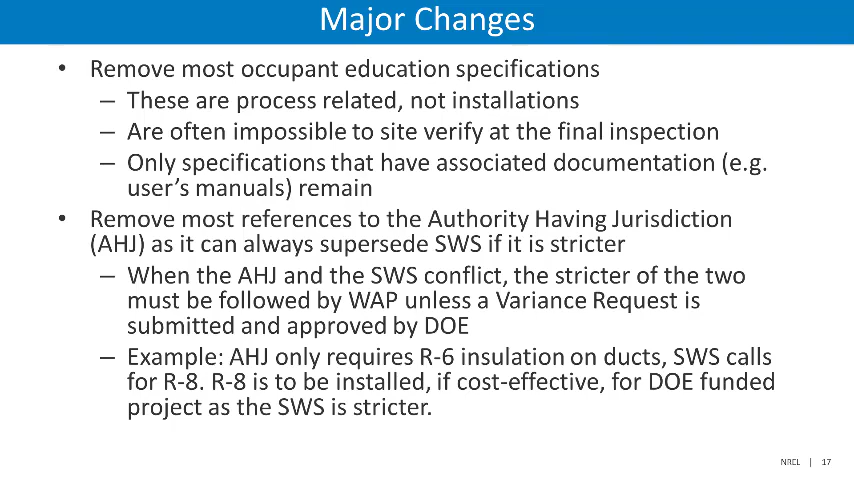 Major Changes
• Remove most occupant education specifications
– These are process related, not installations
– Are often impossible to site verify at the final inspection
– Only specifications that have associated documentation (e.g.
user's manuals) remain
• Remove most references to the Authority Having Jurisdiction
(AHJ) as it can always supersede SWS if it is stricter
– When the AHJ and the SWS conflict, the stricter of the two
must be followed by WAP unless a Variance Request is
submitted and approved by DOE
– Example: AHJ only requires R-6 insulation on ducts, SWS calls
for R-8. R-8 is to be installed, if cost-effective, for DOE funded
project as the SWS is stricter.
NREL | 17